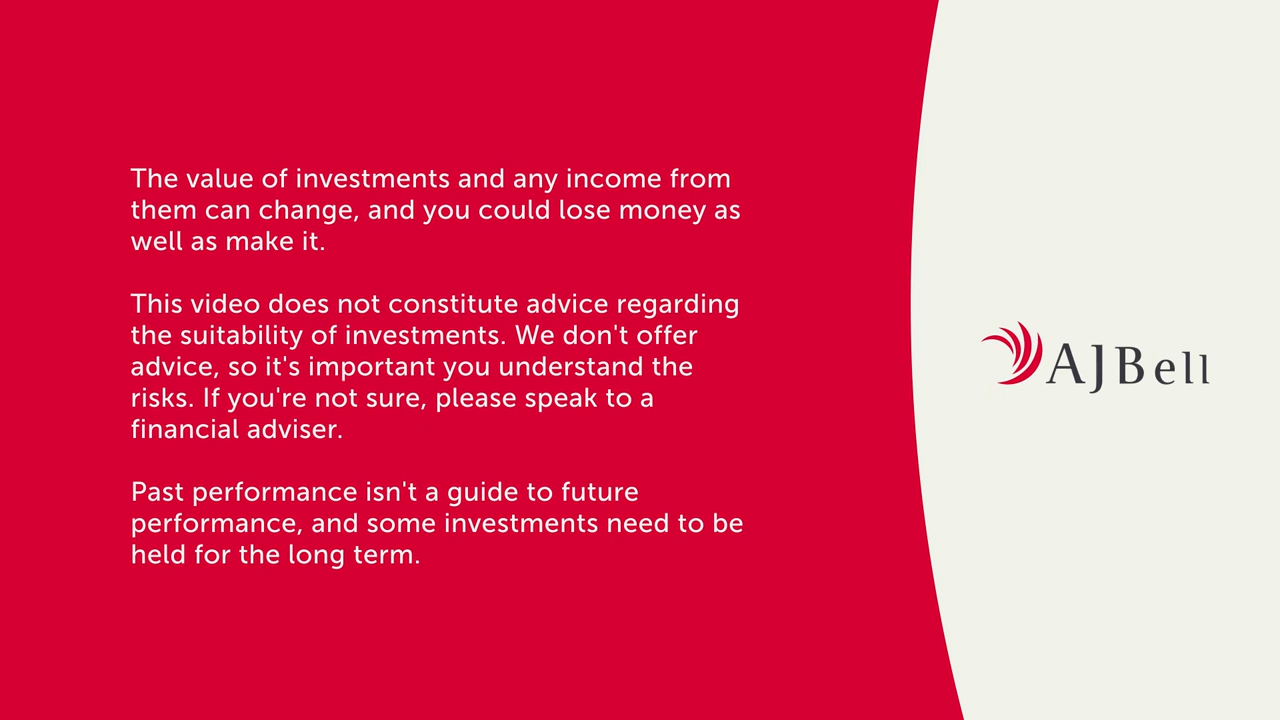 The value of investments and any income from
them can change, and you could lose money as
well as make it.
This video does not constitute advice regarding
the suitability of investments. We don't offer
advice, so it's important you understand the
risks. If you're not sure, please speak to a
financial adviser.
Past performance isn't a guide to future
performance, and some investments need to be
held for the long term.
AJBell